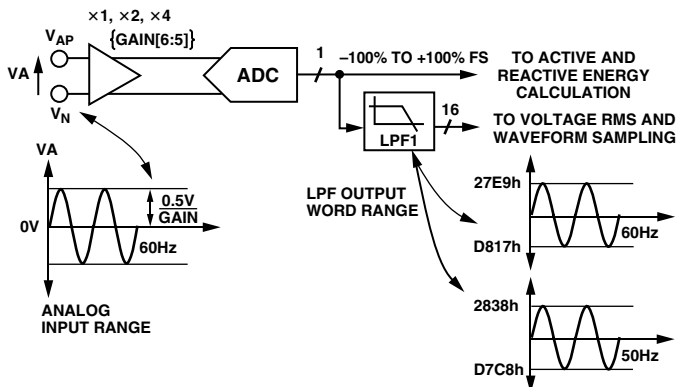 ×1, ×2, ×4
{GAIN[6:5]}
VAP
VA
VN
ADC
1
–100% TO +100% FS
TO ACTIVE AND
REACTIVE ENERGY
CALCULATION
16
LPF1
TO VOLTAGE RMS AND
WAVEFORM SAMPLING
VA
0.5V
GAIN
0V
60Hz
ANALOG
INPUT RANGE
LPF OUTPUT
WORD RANGE
27E9h
60Hz
D817h
2838h
50Hz
D7C8h